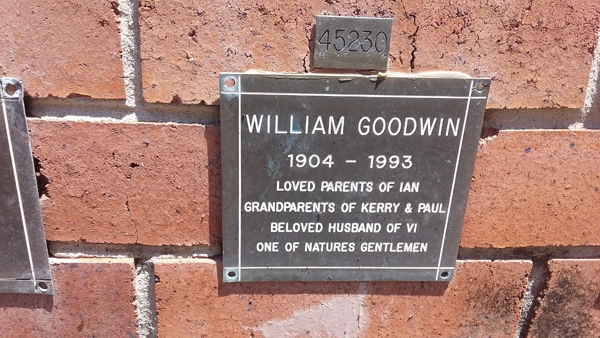 45230
WILLIAM GOODWIN
1904 – 1993
LOVED PARENTS OF IAN
GRANDPARENTS OF KERRY & PAUL
BELOVED HUSBAND OF VI
ONE OF NATURES GENTLEMEN